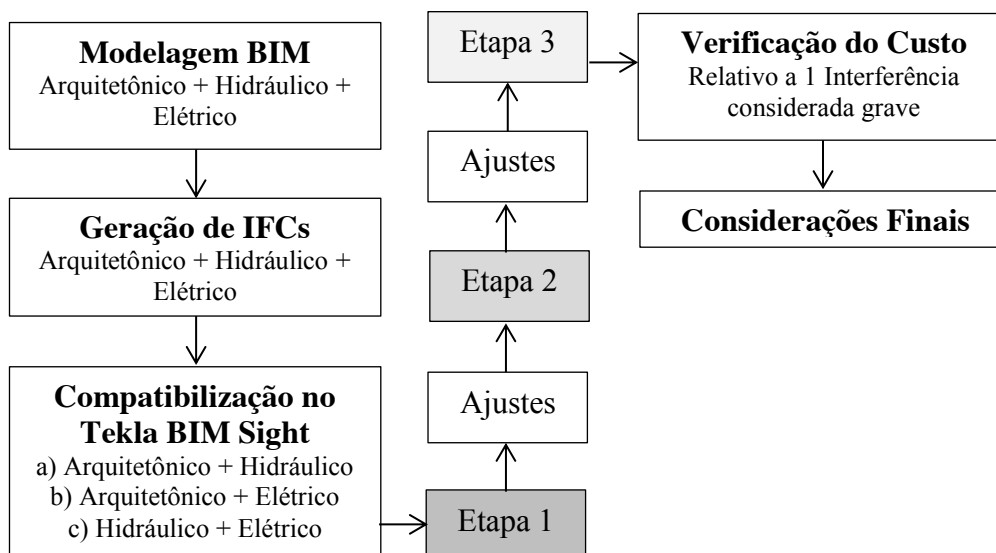 Modelagem BIM
Arquitetônico + Hidráulico +
Elétrico
Geração de IFCs
Arquitetônico + Hidráulico +
Elétrico
Compatibilização no
Tekla BIM Sight
a) Arquitetônico + Hidráulico
b) Arquitetônico + Elétrico
c) Hidráulico + Elétrico
Etapa 1
Ajustes
Etapa 2
Ajustes
Etapa 3
Verificação do Custo
Relativo a 1 Interferência
considerada grave
Considerações Finais